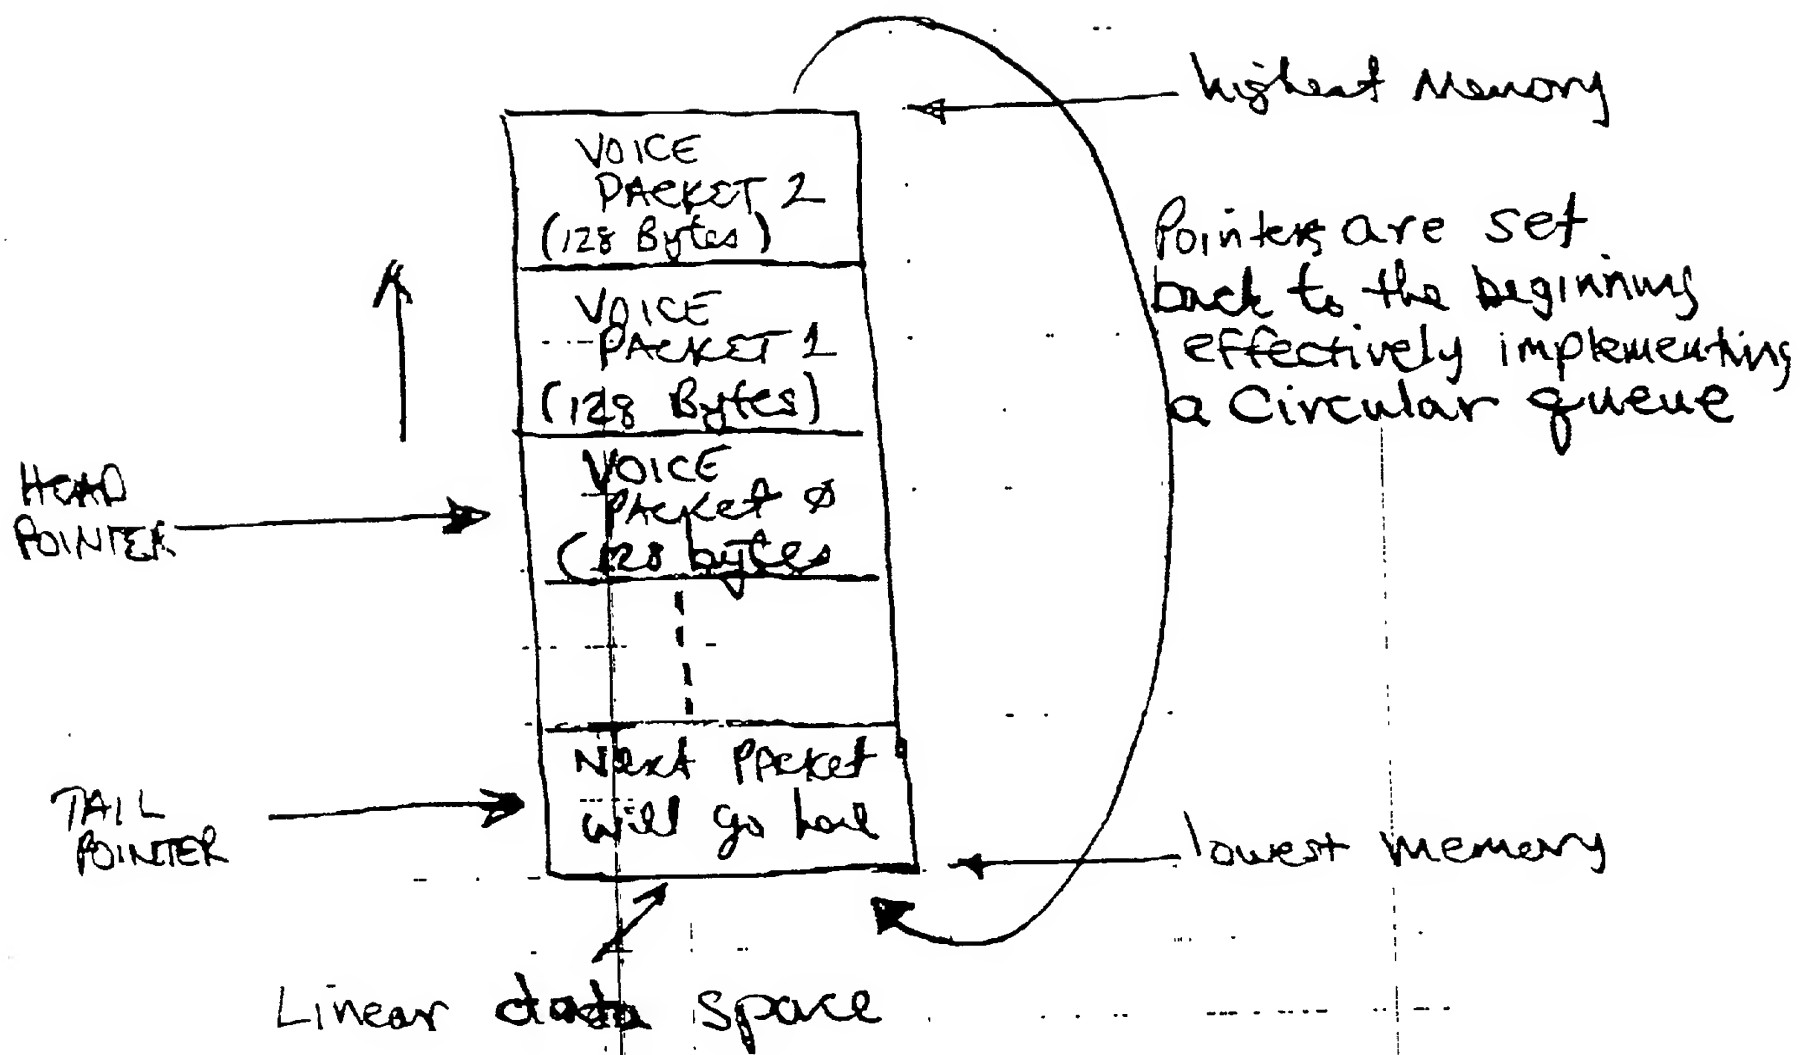 highest Memory
VOICE
PACKET 2
(128 Bytes)
Pointers are set
back to the beginning
effectively implementing
a Circular queue
VOICE
PACKET 1
(128 Bytes)
HEAD
POINTER
VOICE
PACKET Ø
(128 bytes
Next PACKET
will go here
TAIL
POINTER
lowest memory
Linear data space